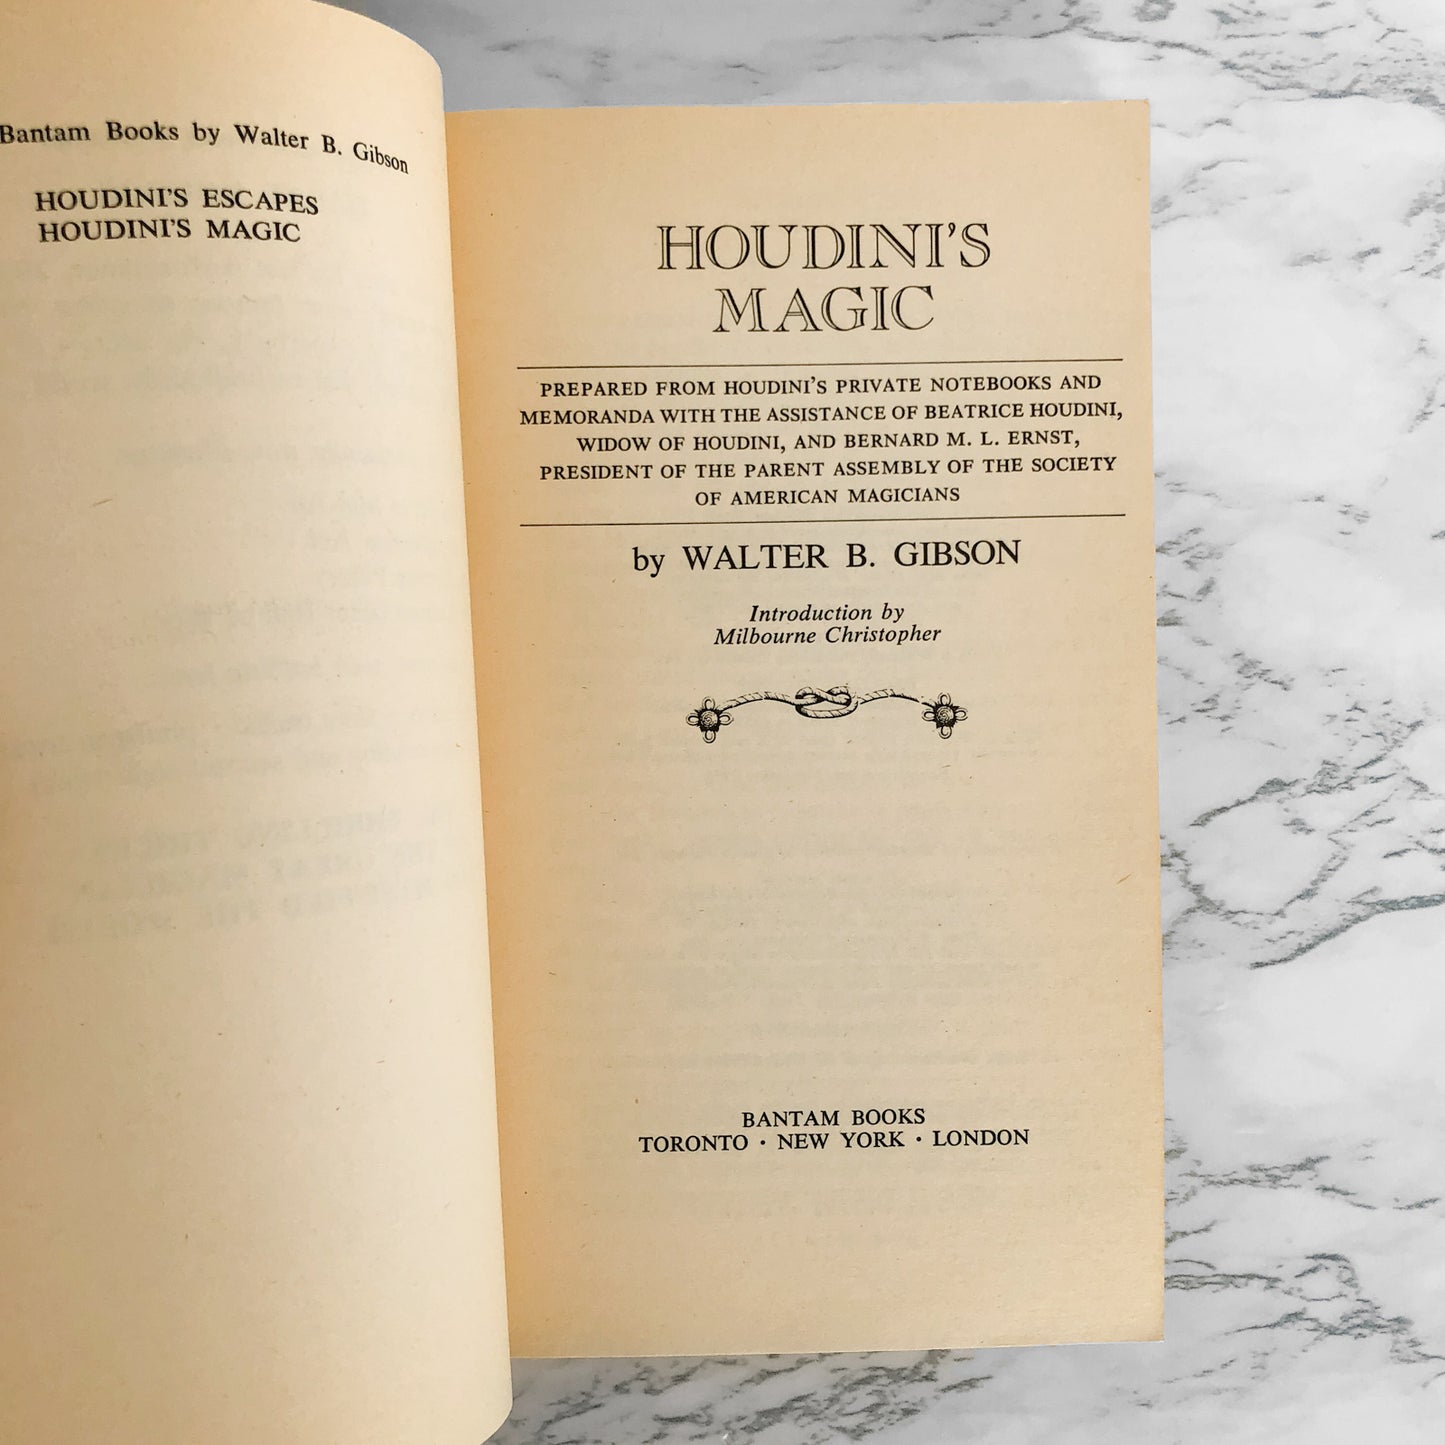 Bantam Books by Walter B. Gibson
HOUDINI'S ESCAPES
HOUDINI'S MAGIC
HOUDINI'S
MAGIC
PREPARED FROM HOUDINI'S PRIVATE NOTEBOOKS AND
MEMORANDA WITH THE ASSISTANCE OF BEATRICE HOUDINI,
WIDOW OF HOUDINI, AND BERNARD M. L. ERNST,
PRESIDENT OF THE PARENT ASSEMBLY OF THE SOCIETY
OF AMERICAN MAGICIANS
by WALTER B. GIBSON
Introduction by
Milbourne Christopher
BANTAM BOOKS
TORONTO · NEW YORK · LONDON